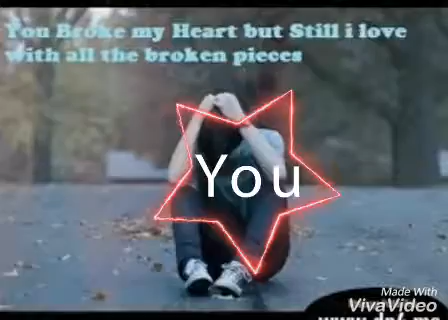 You Broke my Heart but Still i love
with all the broken pieces
You
Made With
VivaVideo